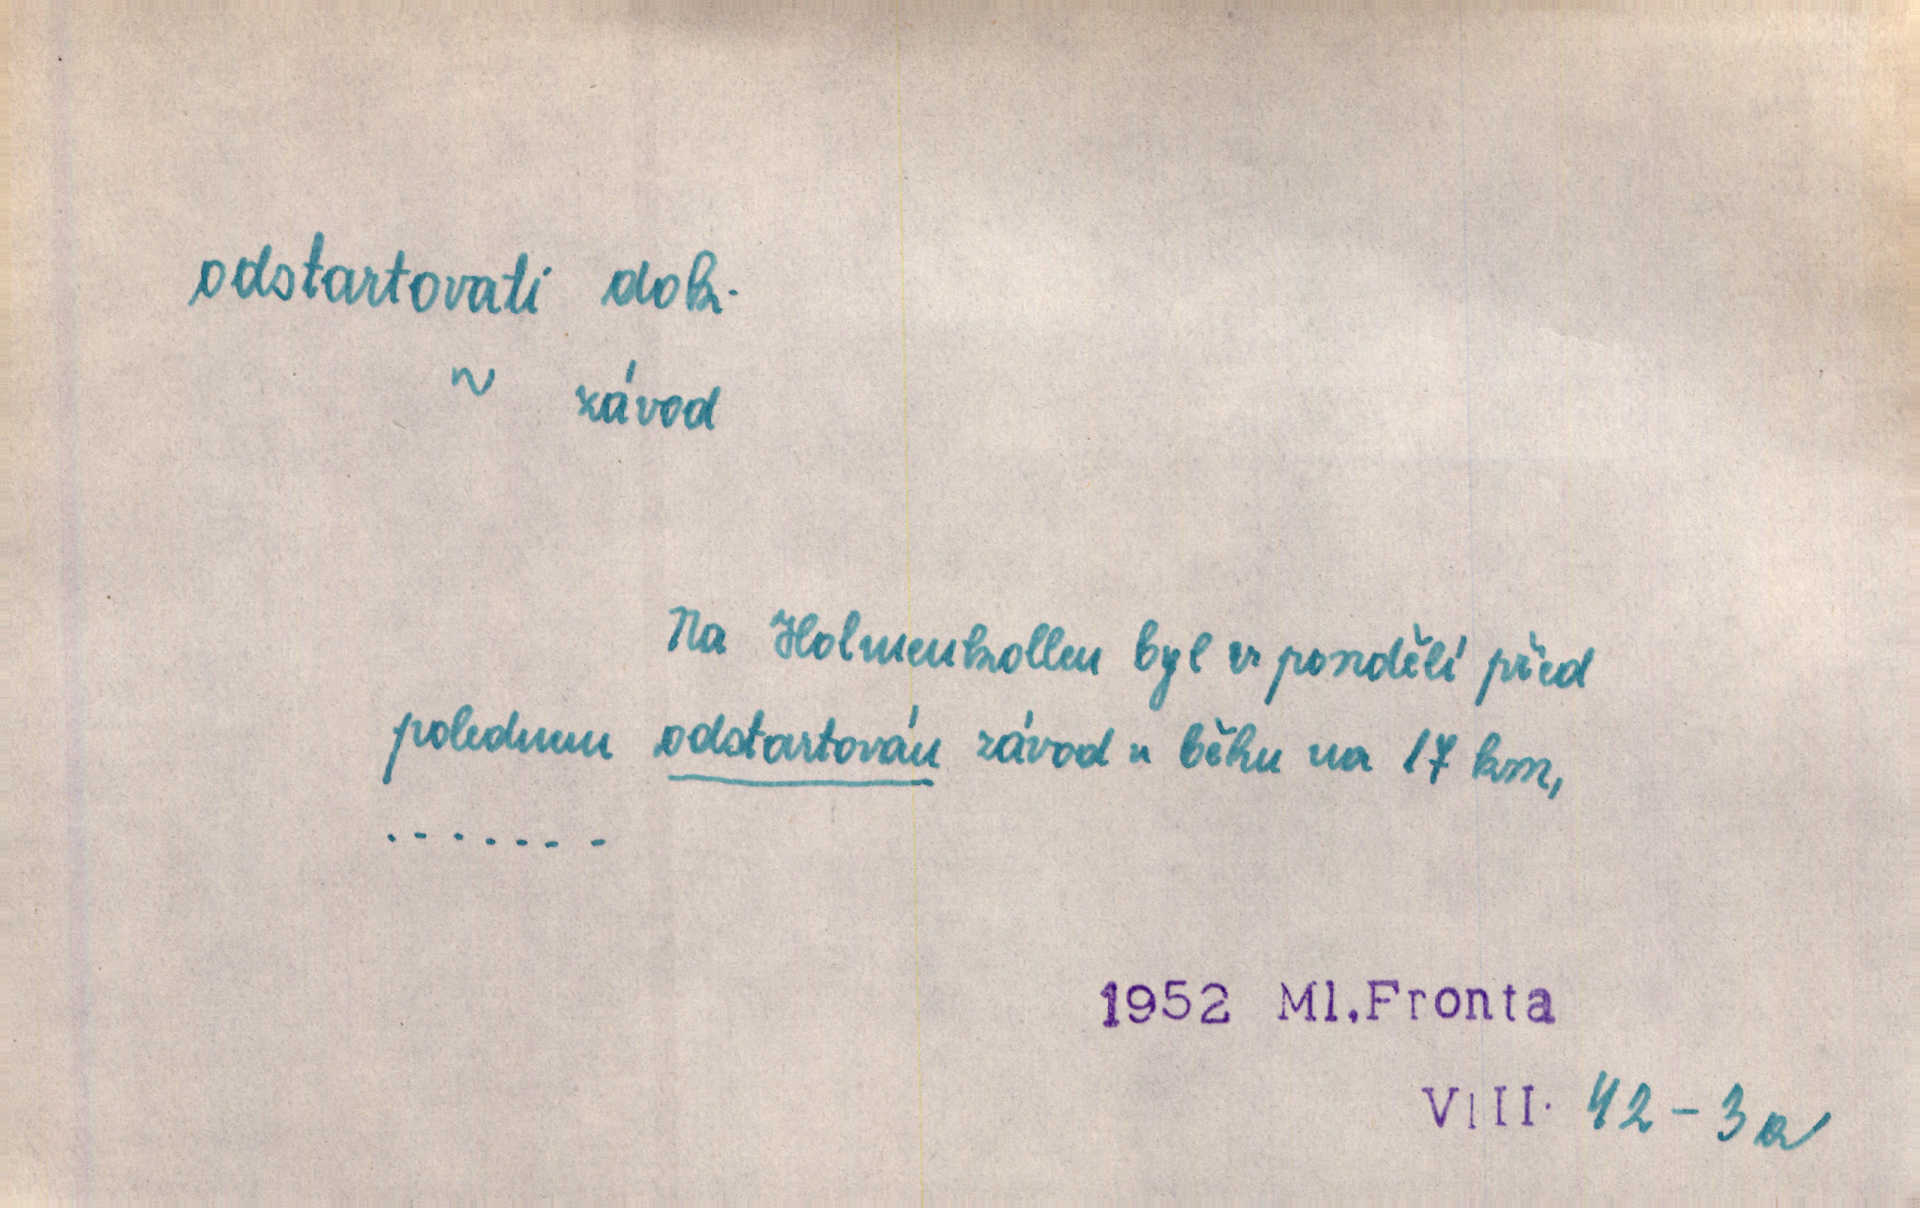 odstartovati dok.
~ závod
Na Holmenkollen byl v pondělí před
polednem odstartován závod v běhu na 17 km,
.......
1952 Ml.Fronta
VIII. 42-3a